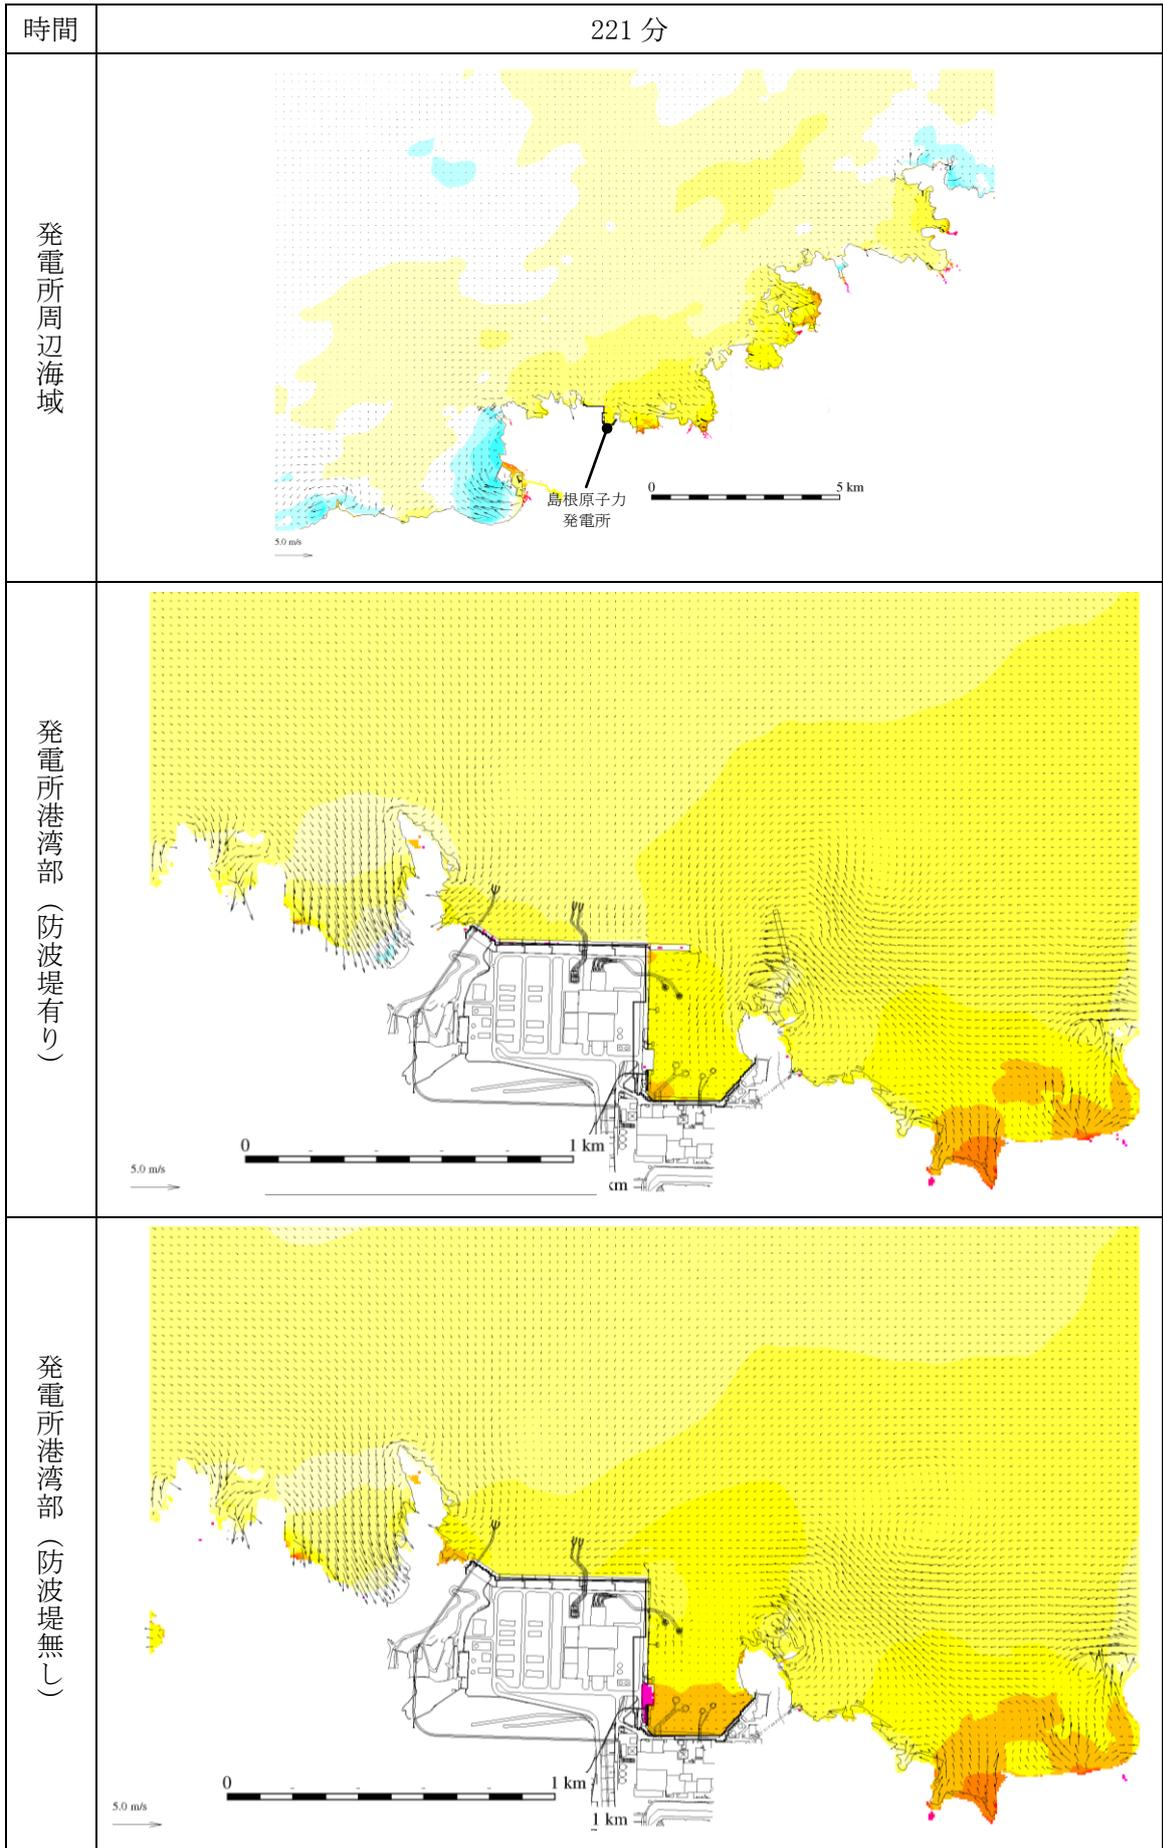 時間
221 分
発電所周辺海域
島根原子力
発電所
0 5 km
5.0 m/s
発電所港湾部（防波堤有り）
0 1 km
5.0 m/s
km
発電所港湾部（防波堤無し）
0 1 km
5.0 m/s
1 km